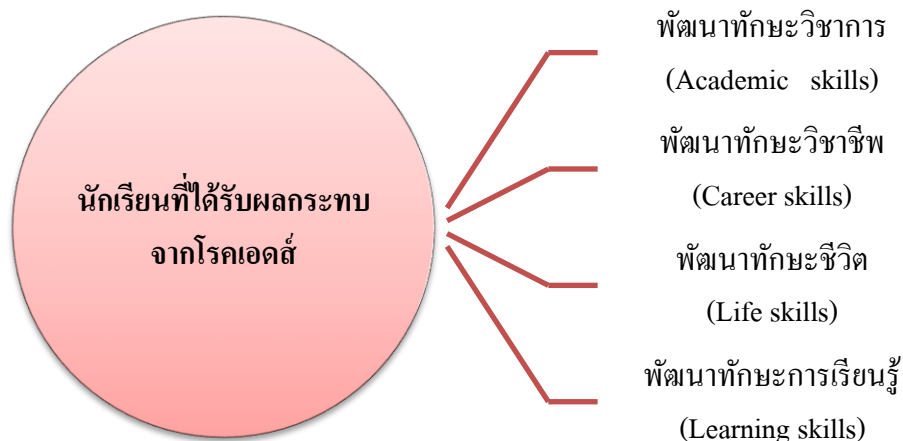 นักเรียนที่ได้รับผลกระทบ
จากโรคเอดส์
พัฒนาทักษะวิชาการ
(Academic skills)
พัฒนาทักษะวิชาชีพ
(Career skills)
พัฒนาทักษะชีวิต
(Life skills)
พัฒนาทักษะการเรียนรู้
(Learning skills)